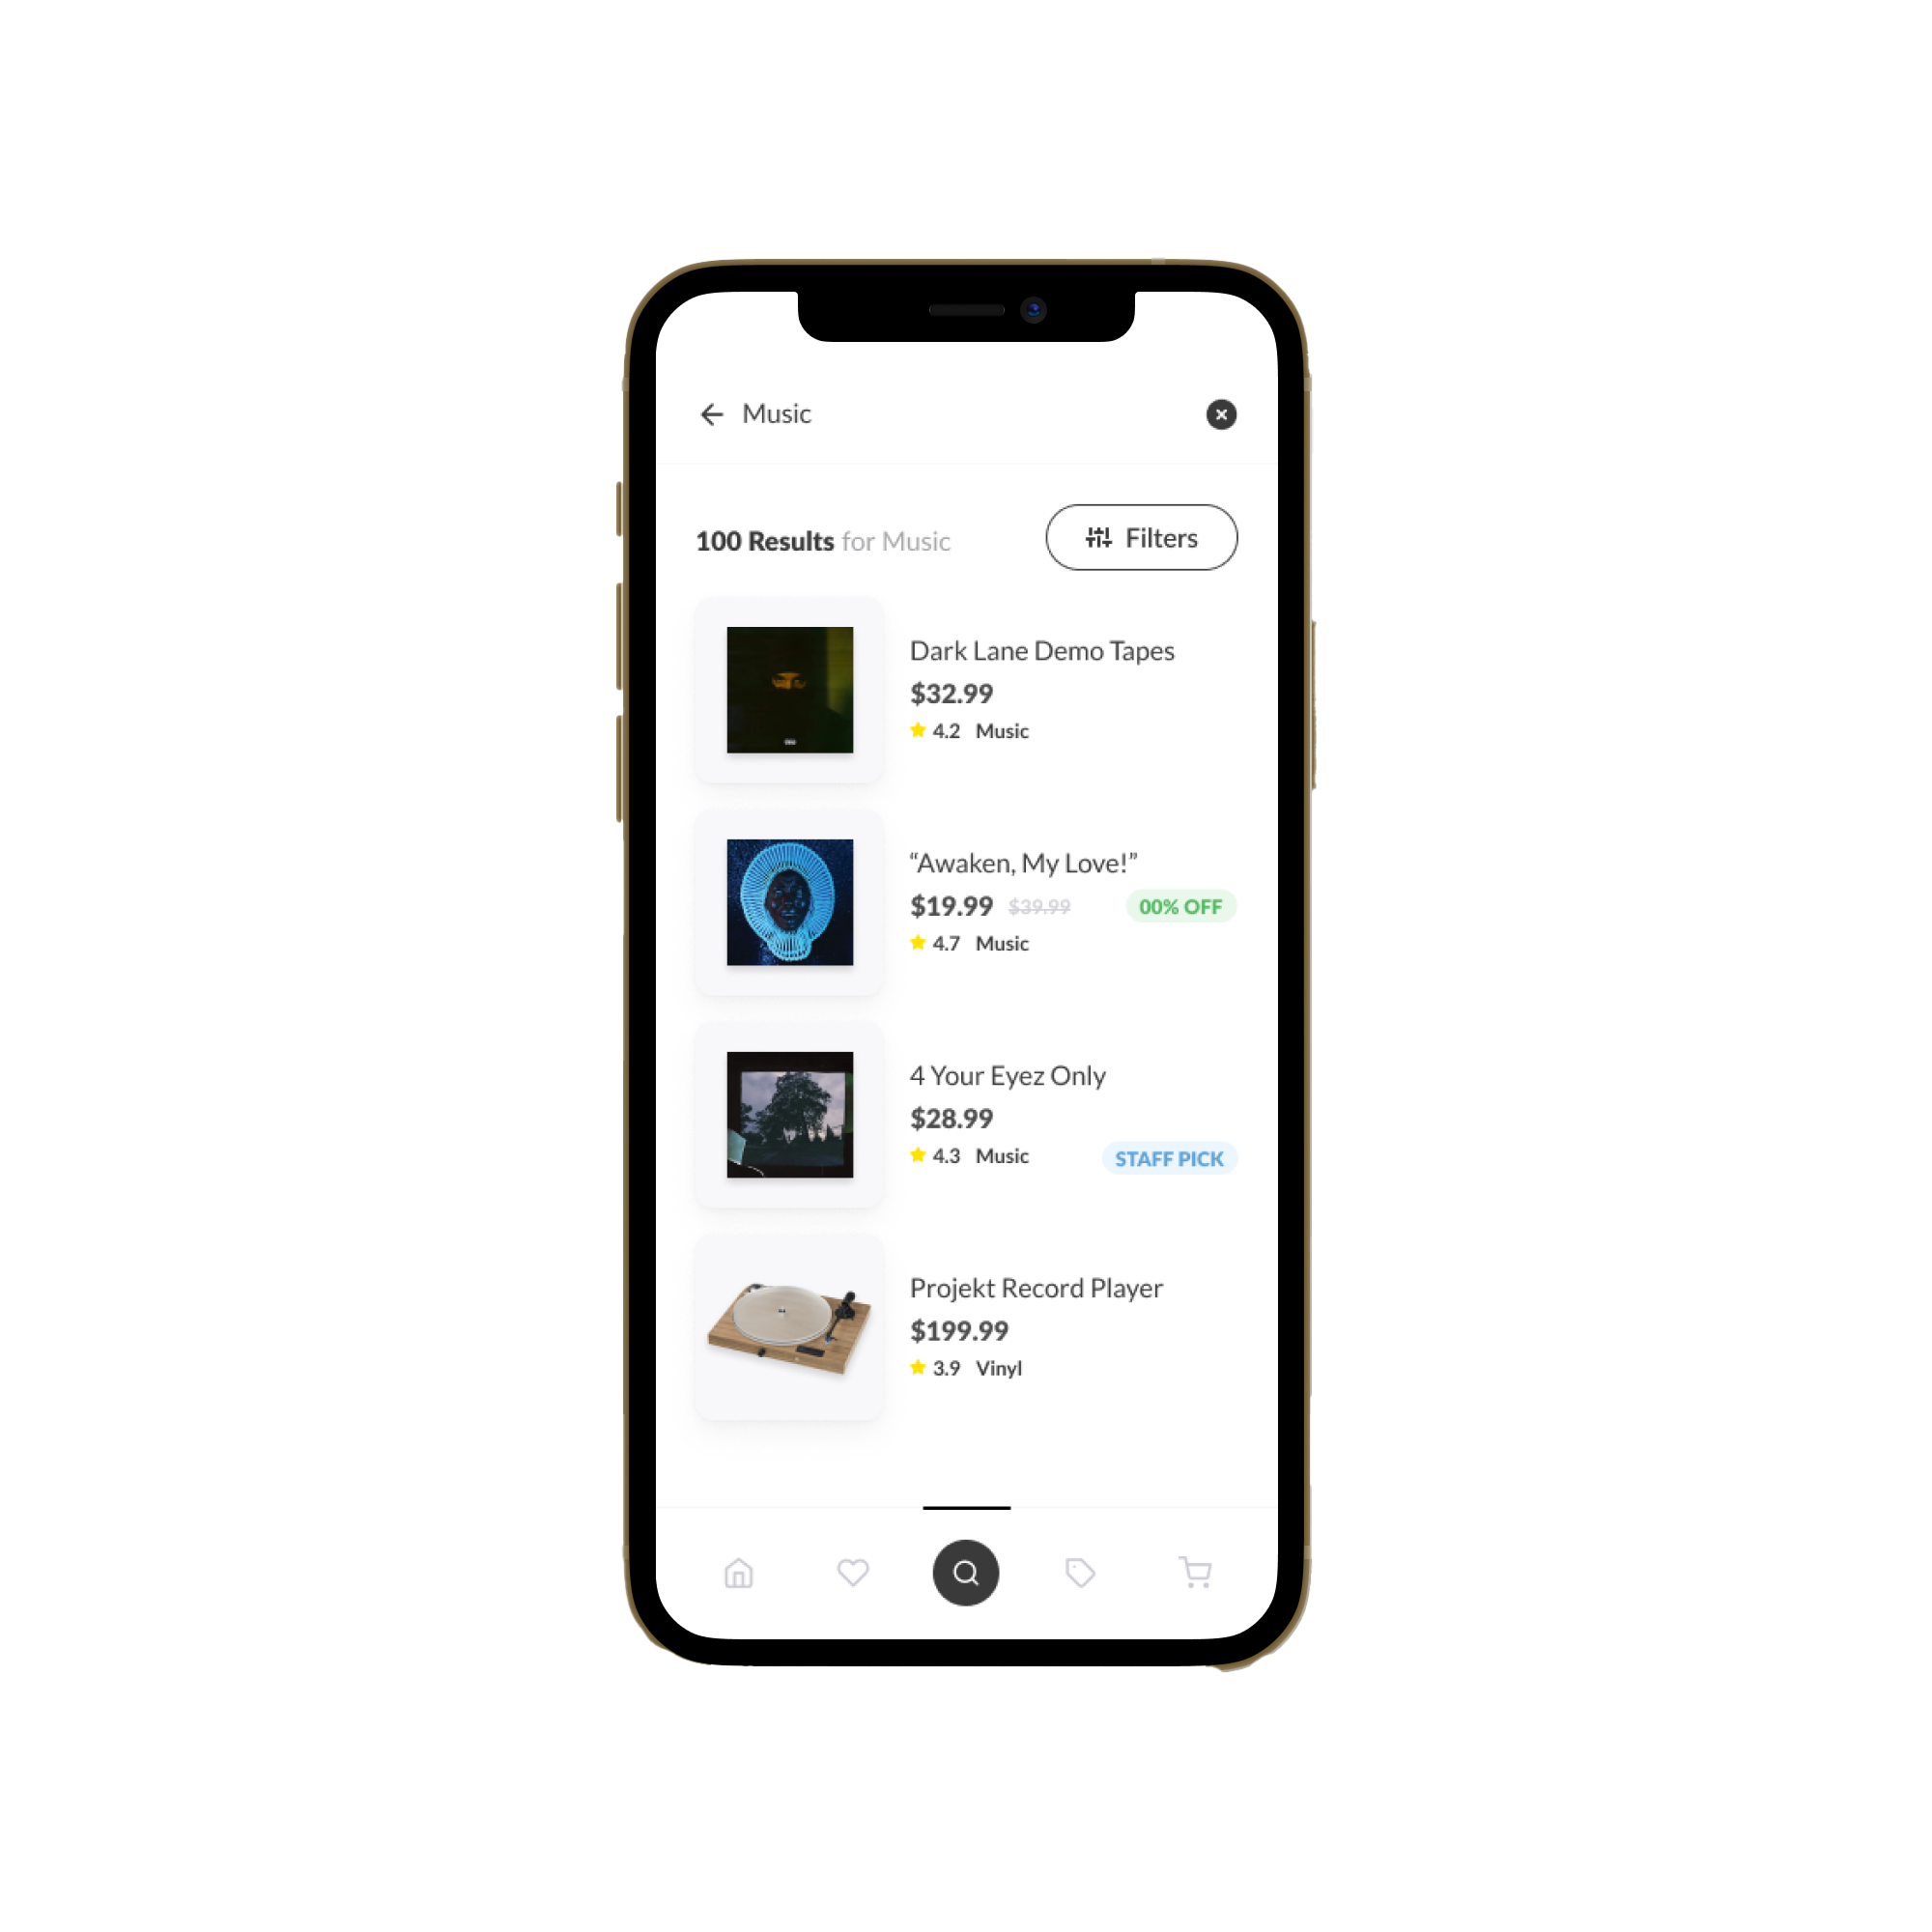 Music
100 Results for Music
Filters
Dark Lane Demo Tapes
$32.99
4.2 Music
“Awaken, My Love!”
$19.99 $39.99 00% OFF
4.7 Music
4 Your Eyez Only
$28.99
4.3 Music STAFF PICK
Projekt Record Player
$199.99
3.9 Vinyl